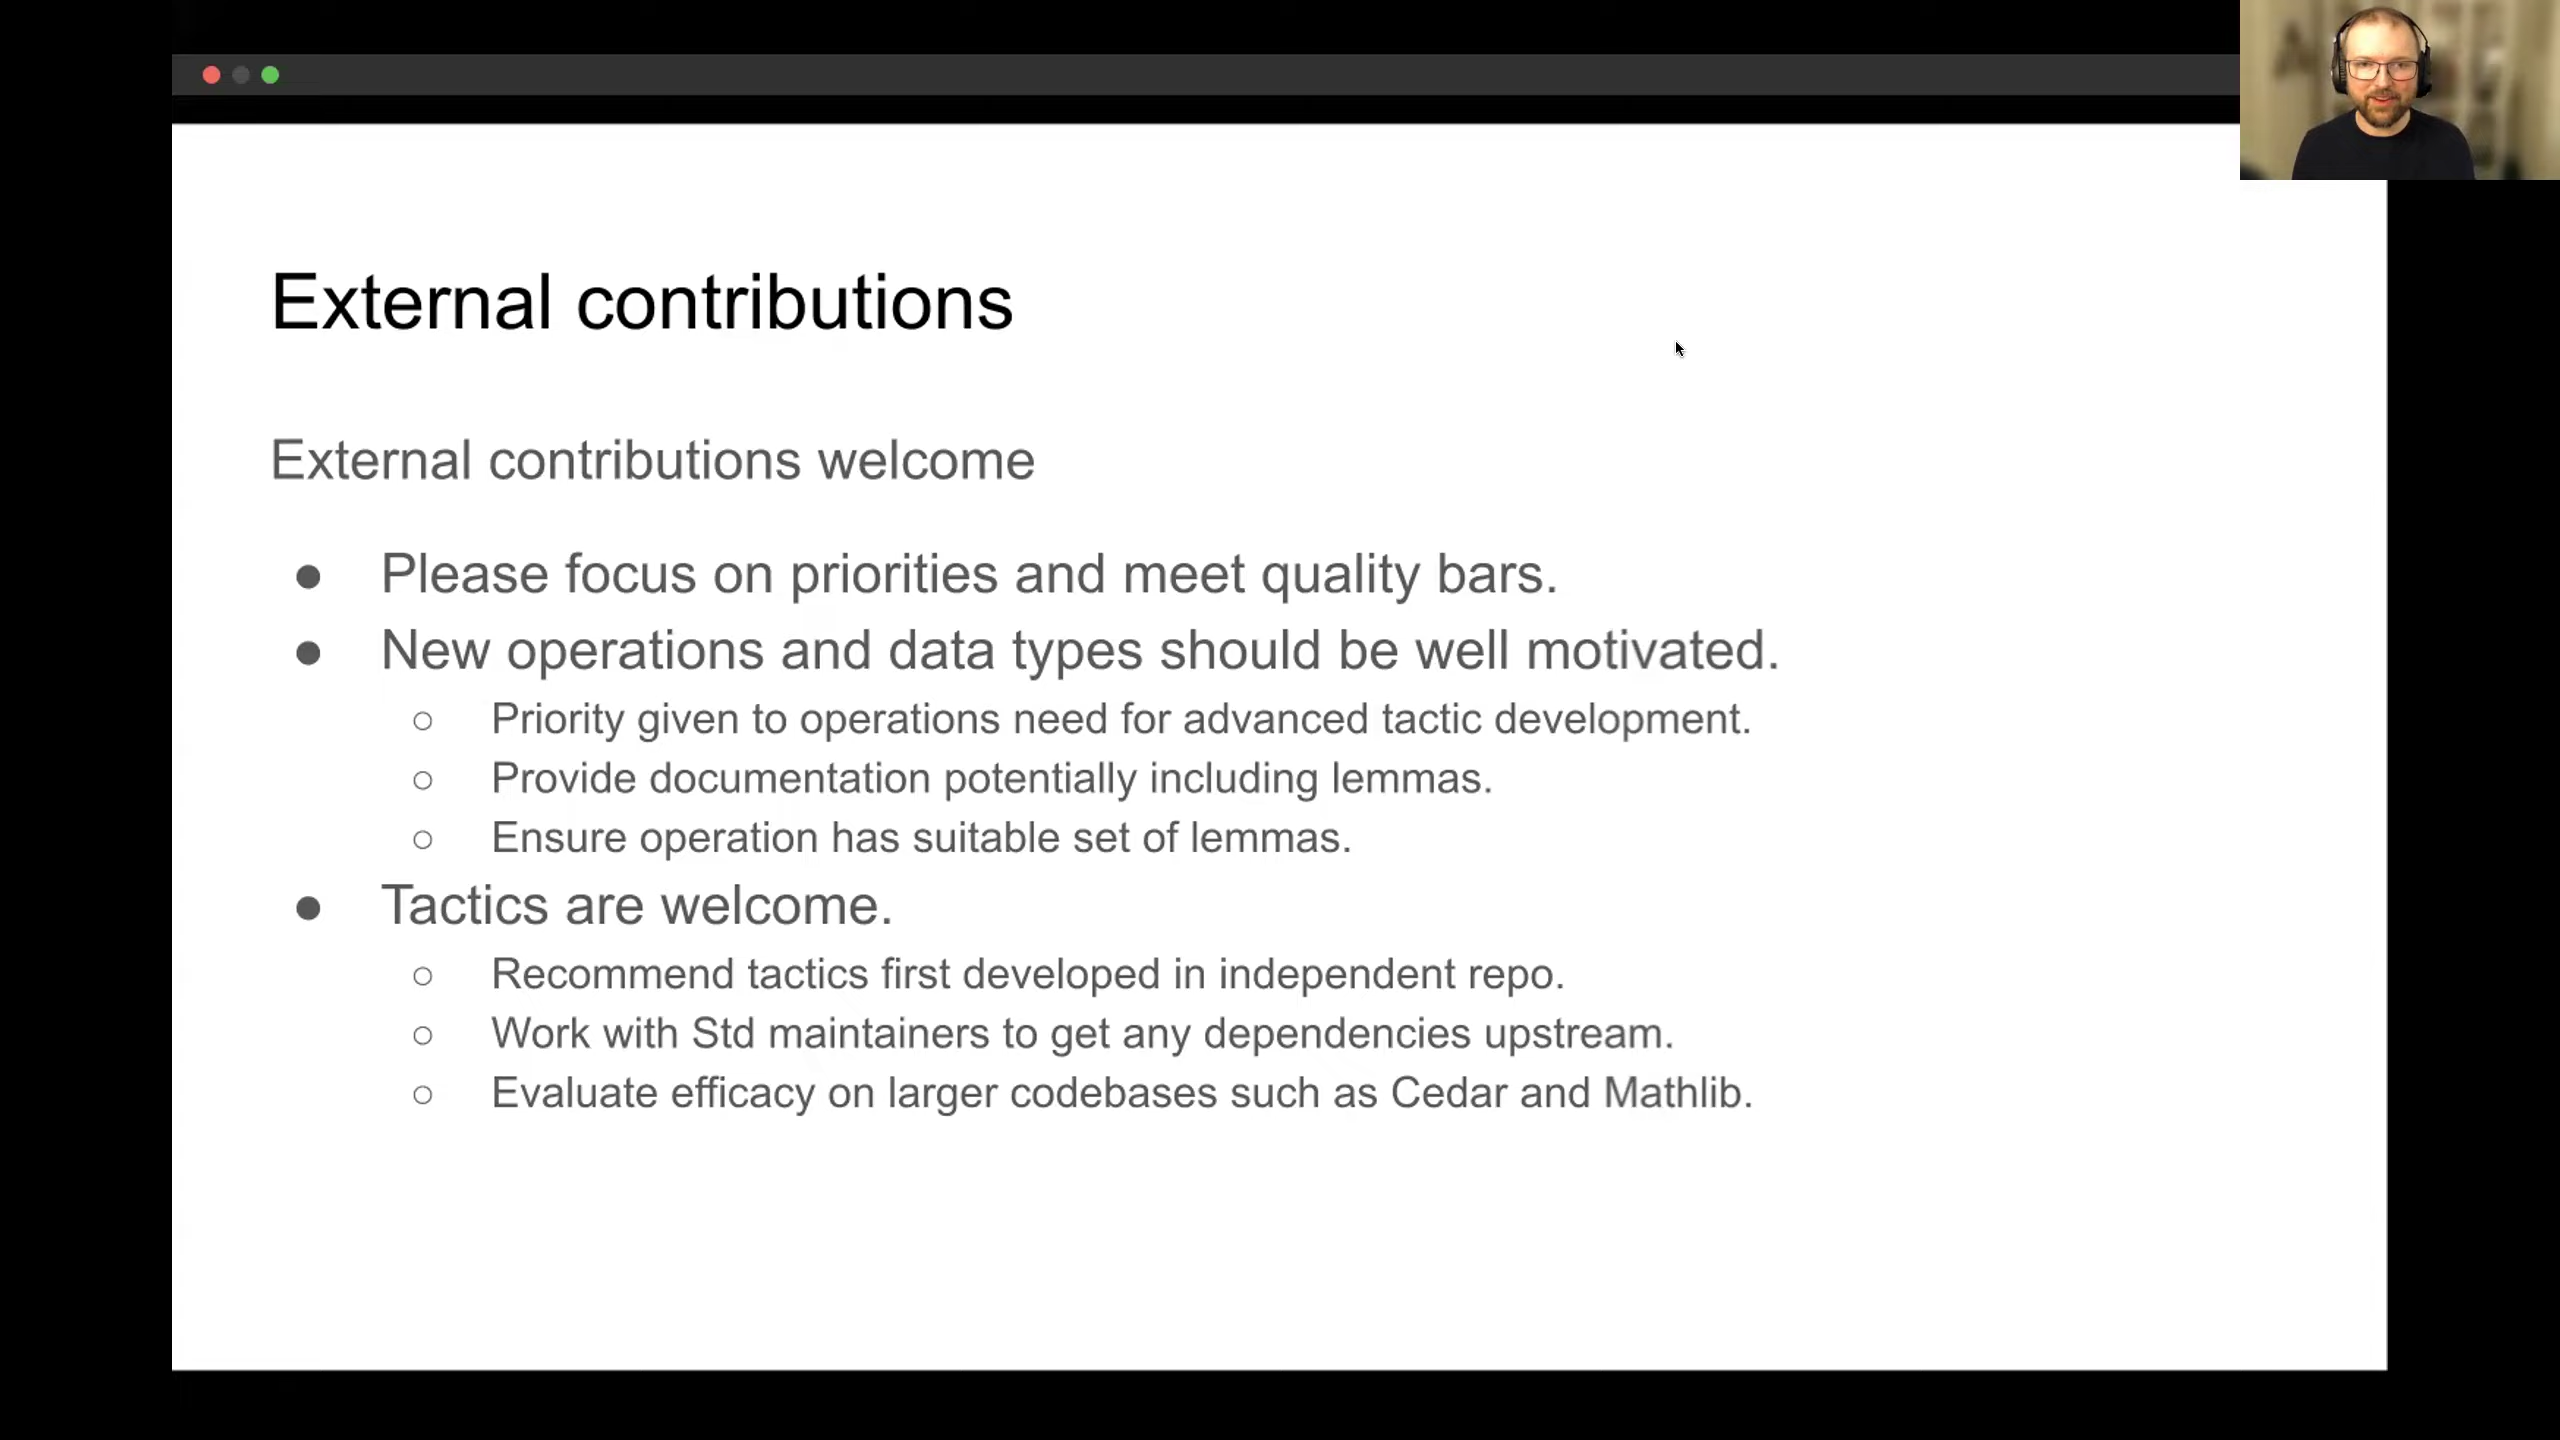 External contributions
External contributions welcome
● Please focus on priorities and meet quality bars.
● New operations and data types should be well motivated.
○ Priority given to operations need for advanced tactic development.
○ Provide documentation potentially including lemmas.
○ Ensure operation has suitable set of lemmas.
● Tactics are welcome.
○ Recommend tactics first developed in independent repo.
○ Work with Std maintainers to get any dependencies upstream.
○ Evaluate efficacy on larger codebases such as Cedar and Mathlib.